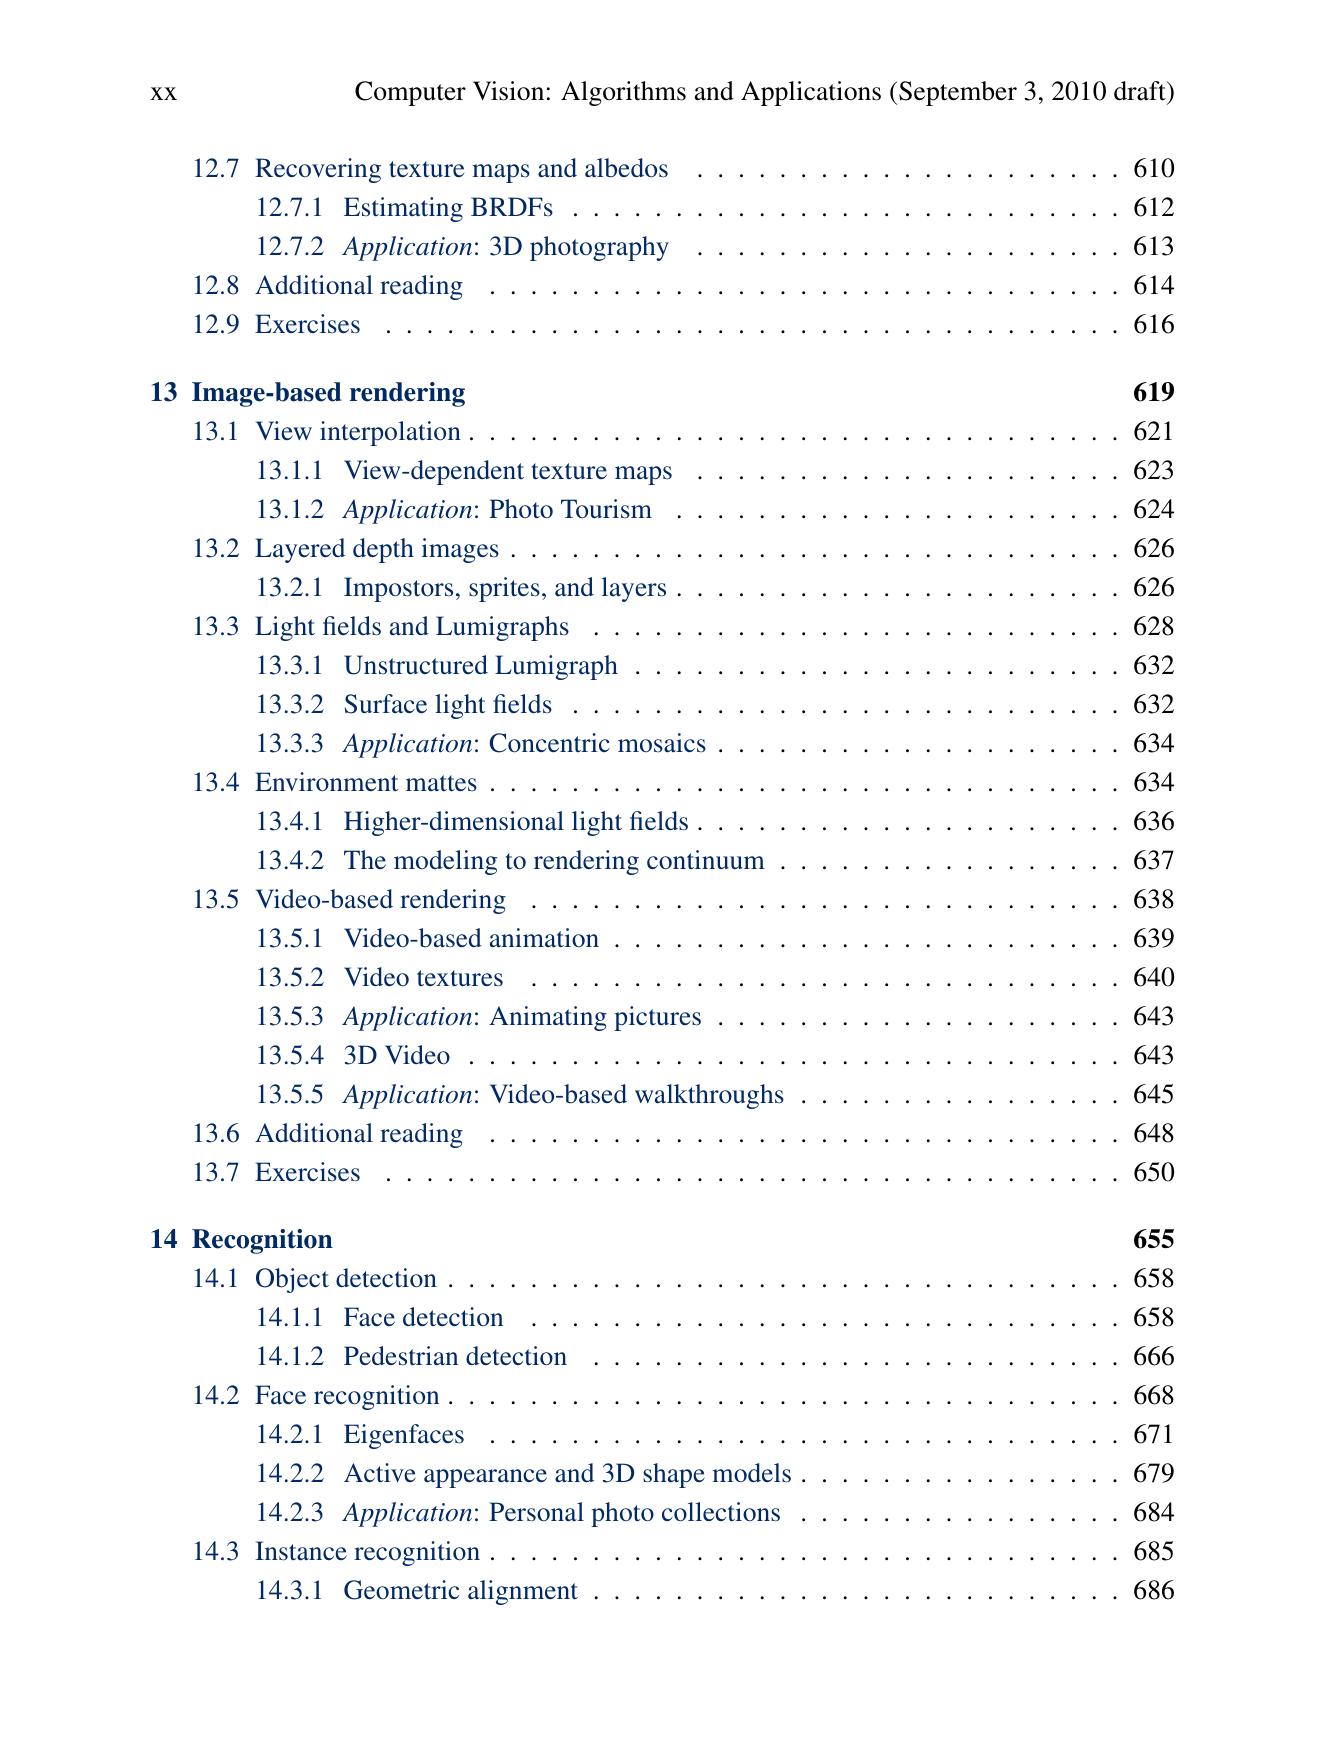 xx Computer Vision: Algorithms and Applications (September 3, 2010 draft)
12.7 Recovering texture maps and albedos . . . . . . . . . . . . . . . . . . . . . 610
12.7.1 Estimating BRDFs . . . . . . . . . . . . . . . . . . . . . . . . . . . 612
12.7.2 Application: 3D photography . . . . . . . . . . . . . . . . . . . . . 613
12.8 Additional reading . . . . . . . . . . . . . . . . . . . . . . . . . . . . . . . 614
12.9 Exercises . . . . . . . . . . . . . . . . . . . . . . . . . . . . . . . . . . . . 616
13 Image-based rendering 619
13.1 View interpolation . . . . . . . . . . . . . . . . . . . . . . . . . . . . . . . . 621
13.1.1 View-dependent texture maps . . . . . . . . . . . . . . . . . . . . . 623
13.1.2 Application: Photo Tourism . . . . . . . . . . . . . . . . . . . . . . 624
13.2 Layered depth images . . . . . . . . . . . . . . . . . . . . . . . . . . . . . . 626
13.2.1 Impostors, sprites, and layers . . . . . . . . . . . . . . . . . . . . . . 626
13.3 Light fields and Lumigraphs . . . . . . . . . . . . . . . . . . . . . . . . . . 628
13.3.1 Unstructured Lumigraph . . . . . . . . . . . . . . . . . . . . . . . . 632
13.3.2 Surface light fields . . . . . . . . . . . . . . . . . . . . . . . . . . . 632
13.3.3 Application: Concentric mosaics . . . . . . . . . . . . . . . . . . . . 634
13.4 Environment mattes . . . . . . . . . . . . . . . . . . . . . . . . . . . . . . . 634
13.4.1 Higher-dimensional light fields . . . . . . . . . . . . . . . . . . . . . 636
13.4.2 The modeling to rendering continuum . . . . . . . . . . . . . . . . . 637
13.5 Video-based rendering . . . . . . . . . . . . . . . . . . . . . . . . . . . . . 638
13.5.1 Video-based animation . . . . . . . . . . . . . . . . . . . . . . . . . 639
13.5.2 Video textures . . . . . . . . . . . . . . . . . . . . . . . . . . . . . 640
13.5.3 Application: Animating pictures . . . . . . . . . . . . . . . . . . . . 643
13.5.4 3D Video . . . . . . . . . . . . . . . . . . . . . . . . . . . . . . . . 643
13.5.5 Application: Video-based walkthroughs . . . . . . . . . . . . . . . . 645
13.6 Additional reading . . . . . . . . . . . . . . . . . . . . . . . . . . . . . . . 648
13.7 Exercises . . . . . . . . . . . . . . . . . . . . . . . . . . . . . . . . . . . . 650
14 Recognition 655
14.1 Object detection . . . . . . . . . . . . . . . . . . . . . . . . . . . . . . . . . 658
14.1.1 Face detection . . . . . . . . . . . . . . . . . . . . . . . . . . . . . 658
14.1.2 Pedestrian detection . . . . . . . . . . . . . . . . . . . . . . . . . . 666
14.2 Face recognition . . . . . . . . . . . . . . . . . . . . . . . . . . . . . . . . . 668
14.2.1 Eigenfaces . . . . . . . . . . . . . . . . . . . . . . . . . . . . . . . 671
14.2.2 Active appearance and 3D shape models . . . . . . . . . . . . . . . . 679
14.2.3 Application: Personal photo collections . . . . . . . . . . . . . . . . 684
14.3 Instance recognition . . . . . . . . . . . . . . . . . . . . . . . . . . . . . . . 685
14.3.1 Geometric alignment . . . . . . . . . . . . . . . . . . . . . . . . . . 686